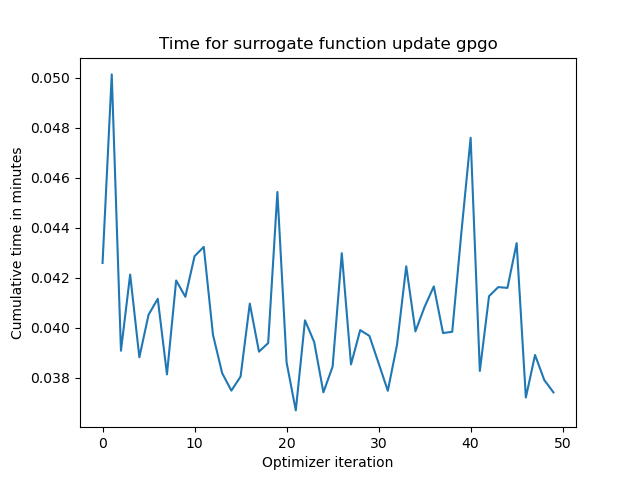 Time for surrogate function update gpgo
Cumulative time in minutes
0.050
0.048
0.046
0.044
0.042
0.040
0.038
0 10 20 30 40 50
Optimizer iteration